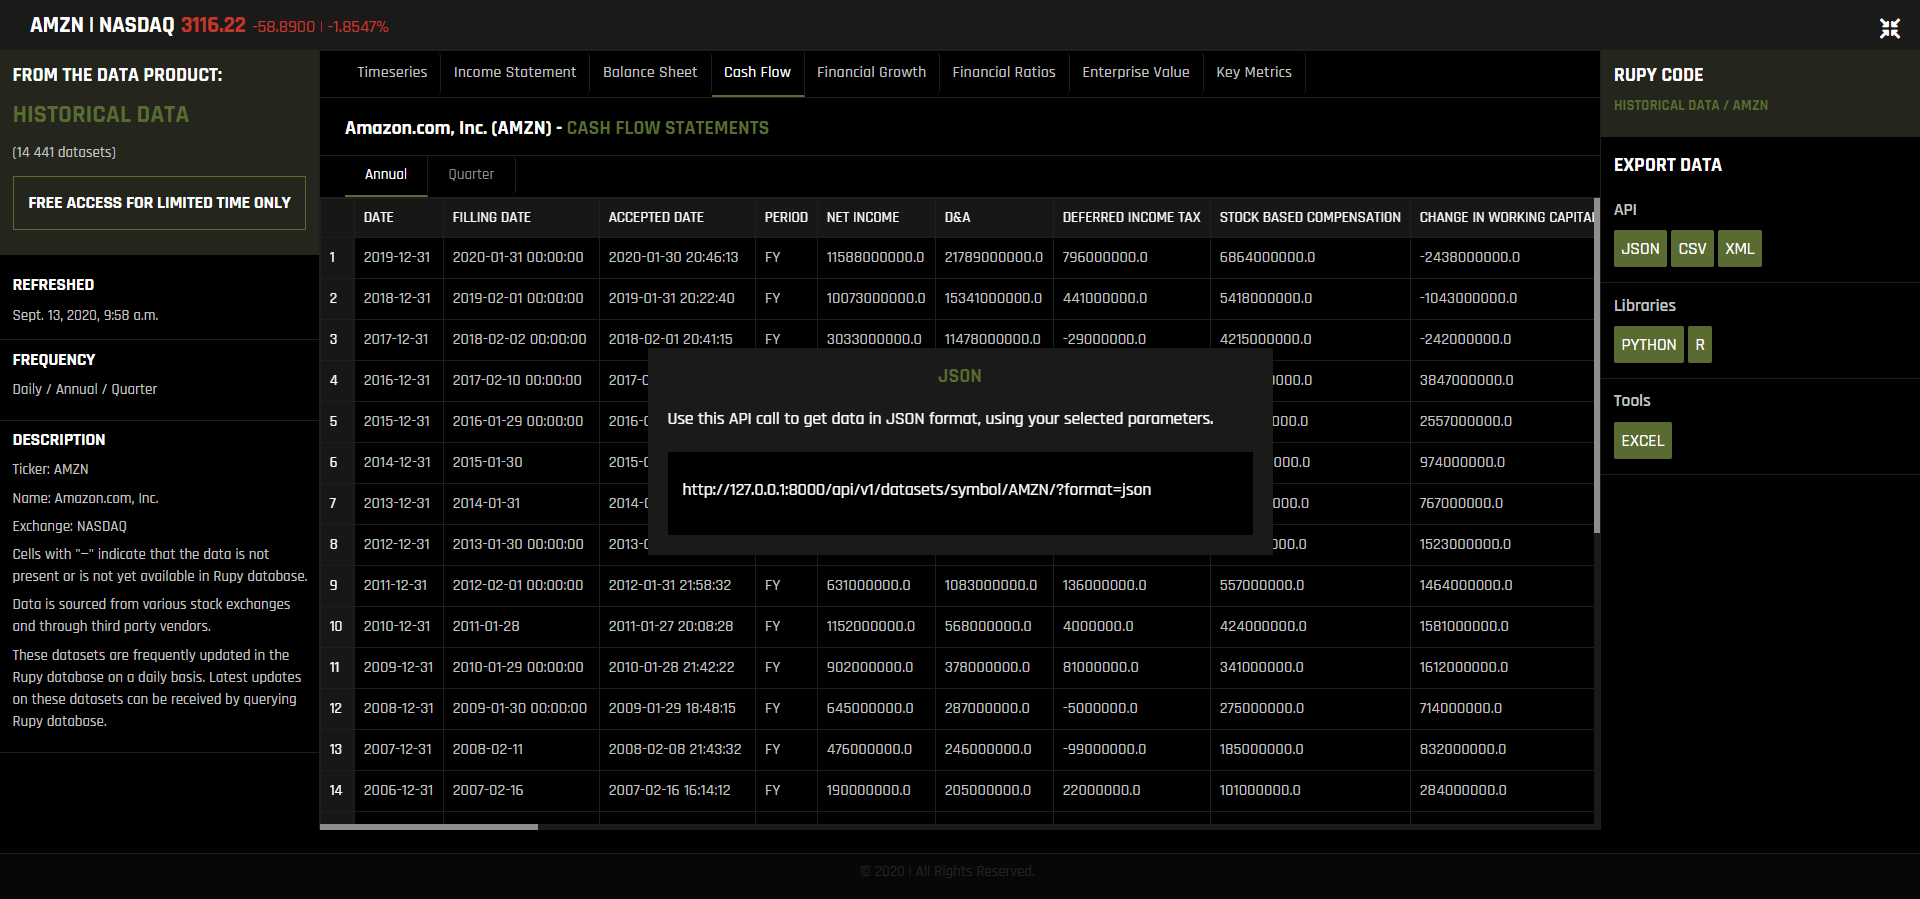 AMZN | NASDAQ 3116.22 -58.8900 | -1.8547%
FROM THE DATA PRODUCT:
HISTORICAL DATA
(14 441 datasets)
FREE ACCESS FOR LIMITED TIME ONLY
REFRESHED
Sept. 13, 2020, 9:58 a.m.
FREQUENCY
Daily / Annual / Quarter
DESCRIPTION
Ticker: AMZN
Name: Amazon.com, Inc.
Exchange: NASDAQ
Cells with "—" indicate that the data is not
present or is not yet available in Rupy database.
Data is sourced from various stock exchanges
and through third party vendors.
These datasets are frequently updated in the
Rupy database on a daily basis. Latest updates
on these datasets can be received by querying
Rupy database.
Timeseries Income Statement Balance Sheet Cash Flow Financial Growth Financial Ratios Enterprise Value Key Metrics
Amazon.com, Inc. (AMZN) - CASH FLOW STATEMENTS
Annual Quarter
DATE FILLING DATE ACCEPTED DATE PERIOD NET INCOME D&A DEFERRED INCOME TAX STOCK BASED COMPENSATION CHANGE IN WORKING CAPITAL
1 2019-12-31 2020-01-31 00:00:00 2020-01-30 20:46:13 FY 11588000000.0 21789000000.0 796000000.0 6864000000.0 -2438000000.0
2 2018-12-31 2019-02-01 00:00:00 2019-01-31 20:22:40 FY 10073000000.0 15341000000.0 441000000.0 5418000000.0 -1043000000.0
3 2017-12-31 2018-02-02 00:00:00 2018-02-01 20:41:15 FY 3033000000.0 11478000000.0 -29000000.0 4215000000.0 -242000000.0
4 2016-12-31 2017-02-10 00:00:00 2017-0 000.0 3847000000.0
5 2015-12-31 2016-01-29 00:00:00 2016-0 00.0 2557000000.0
6 2014-12-31 2015-01-30 2015-0 000.0 974000000.0
7 2013-12-31 2014-01-31 2014-0 000.0 767000000.0
8 2012-12-31 2013-01-30 00:00:00 2013-0 00.0 1523000000.0
9 2011-12-31 2012-02-01 00:00:00 2012-01-31 21:58:32 FY 631000000.0 1083000000.0 136000000.0 557000000.0 1464000000.0
10 2010-12-31 2011-01-28 2011-01-27 20:08:28 FY 1152000000.0 568000000.0 4000000.0 424000000.0 1581000000.0
11 2009-12-31 2010-01-29 00:00:00 2010-01-28 21:42:22 FY 902000000.0 378000000.0 81000000.0 341000000.0 1612000000.0
12 2008-12-31 2009-01-30 00:00:00 2009-01-29 18:48:15 FY 645000000.0 287000000.0 -5000000.0 275000000.0 714000000.0
13 2007-12-31 2008-02-11 2008-02-08 21:43:32 FY 476000000.0 246000000.0 -99000000.0 185000000.0 832000000.0
14 2006-12-31 2007-02-16 2007-02-16 16:14:12 FY 190000000.0 205000000.0 22000000.0 101000000.0 284000000.0
JSON
Use this API call to get data in JSON format, using your selected parameters.
http://127.0.0.1:8000/api/v1/datasets/symbol/AMZN/?format=json
RUPY CODE
HISTORICAL DATA / AMZN
EXPORT DATA
API
JSON CSV XML
Libraries
PYTHON R
Tools
EXCEL
© 2020 | All Rights Reserved.